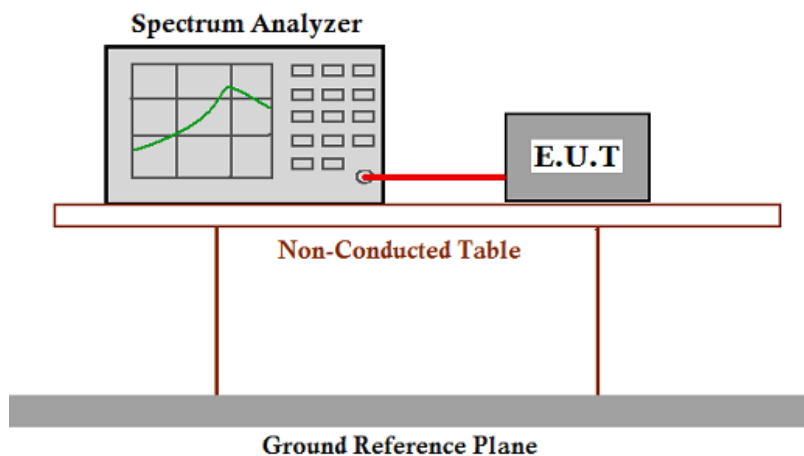 Spectrum Analyzer
E.U.T
Non-Conducted Table
Ground Reference Plane